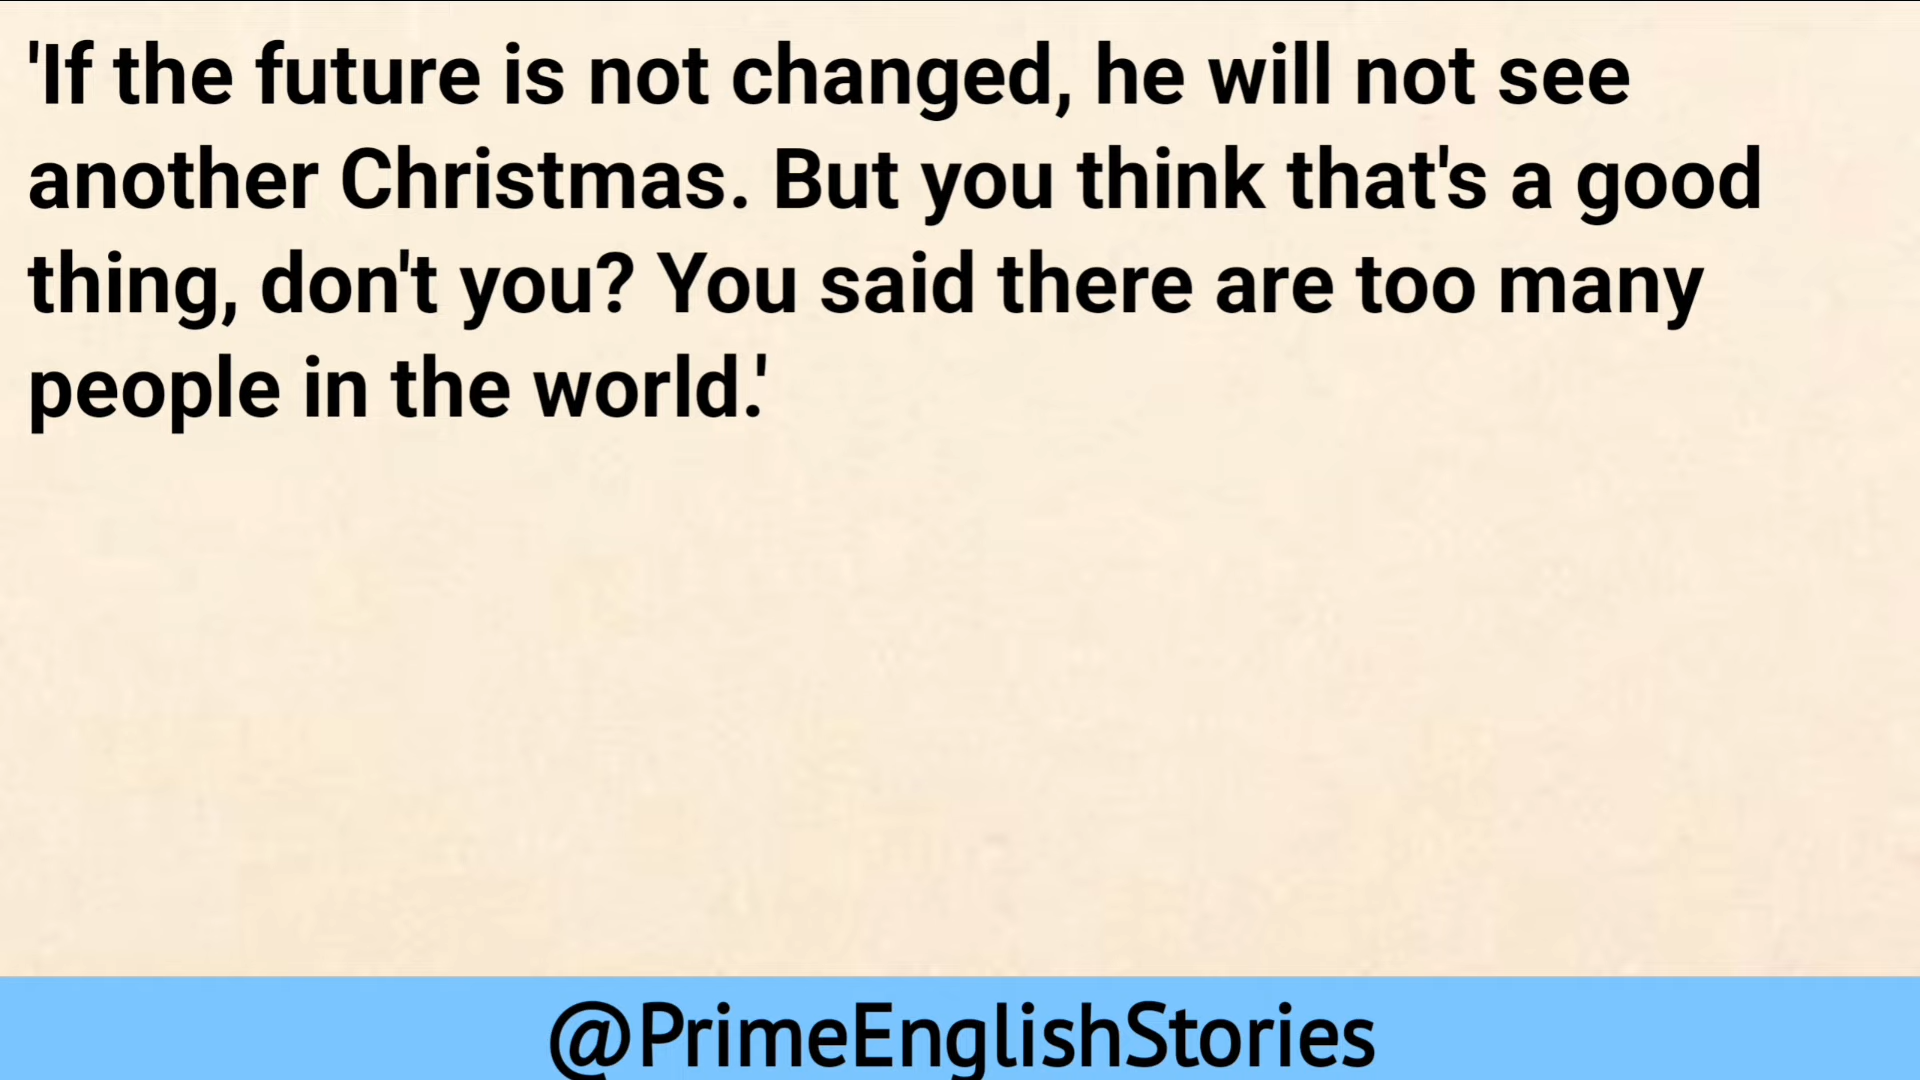 'If the future is not changed, he will not see
another Christmas. But you think that's a good
thing, don't you? You said there are too many
people in the world.'
@PrimeEnglishStories